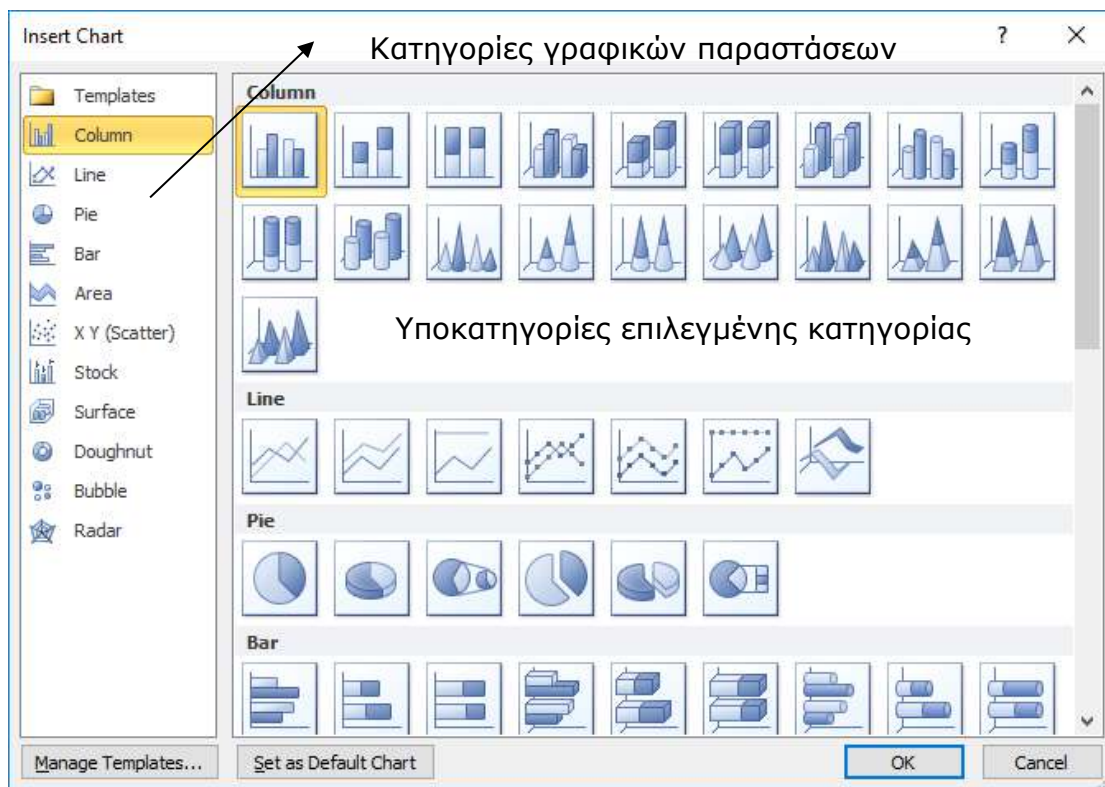 Insert Chart
?
Κατηγορίες γραφικών παραστάσεων
Templates
Column
Line
Pie
Bar
Area
X Y (Scatter)
Stock
Surface
Doughnut
Bubble
Radar
Column
Υποκατηγορίες επιλεγμένης κατηγορίας
Line
Pie
Bar
Manage Templates...
Set as Default Chart
OK
Cancel